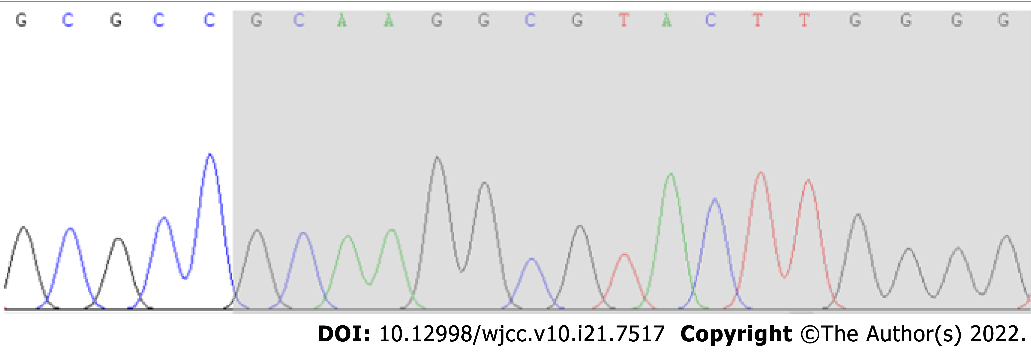 G C G C C G C A A G G C G T A C T T G G G G
DOI: 10.12998/wjcc.v10.i21.7517 Copyright ©The Author(s) 2022.